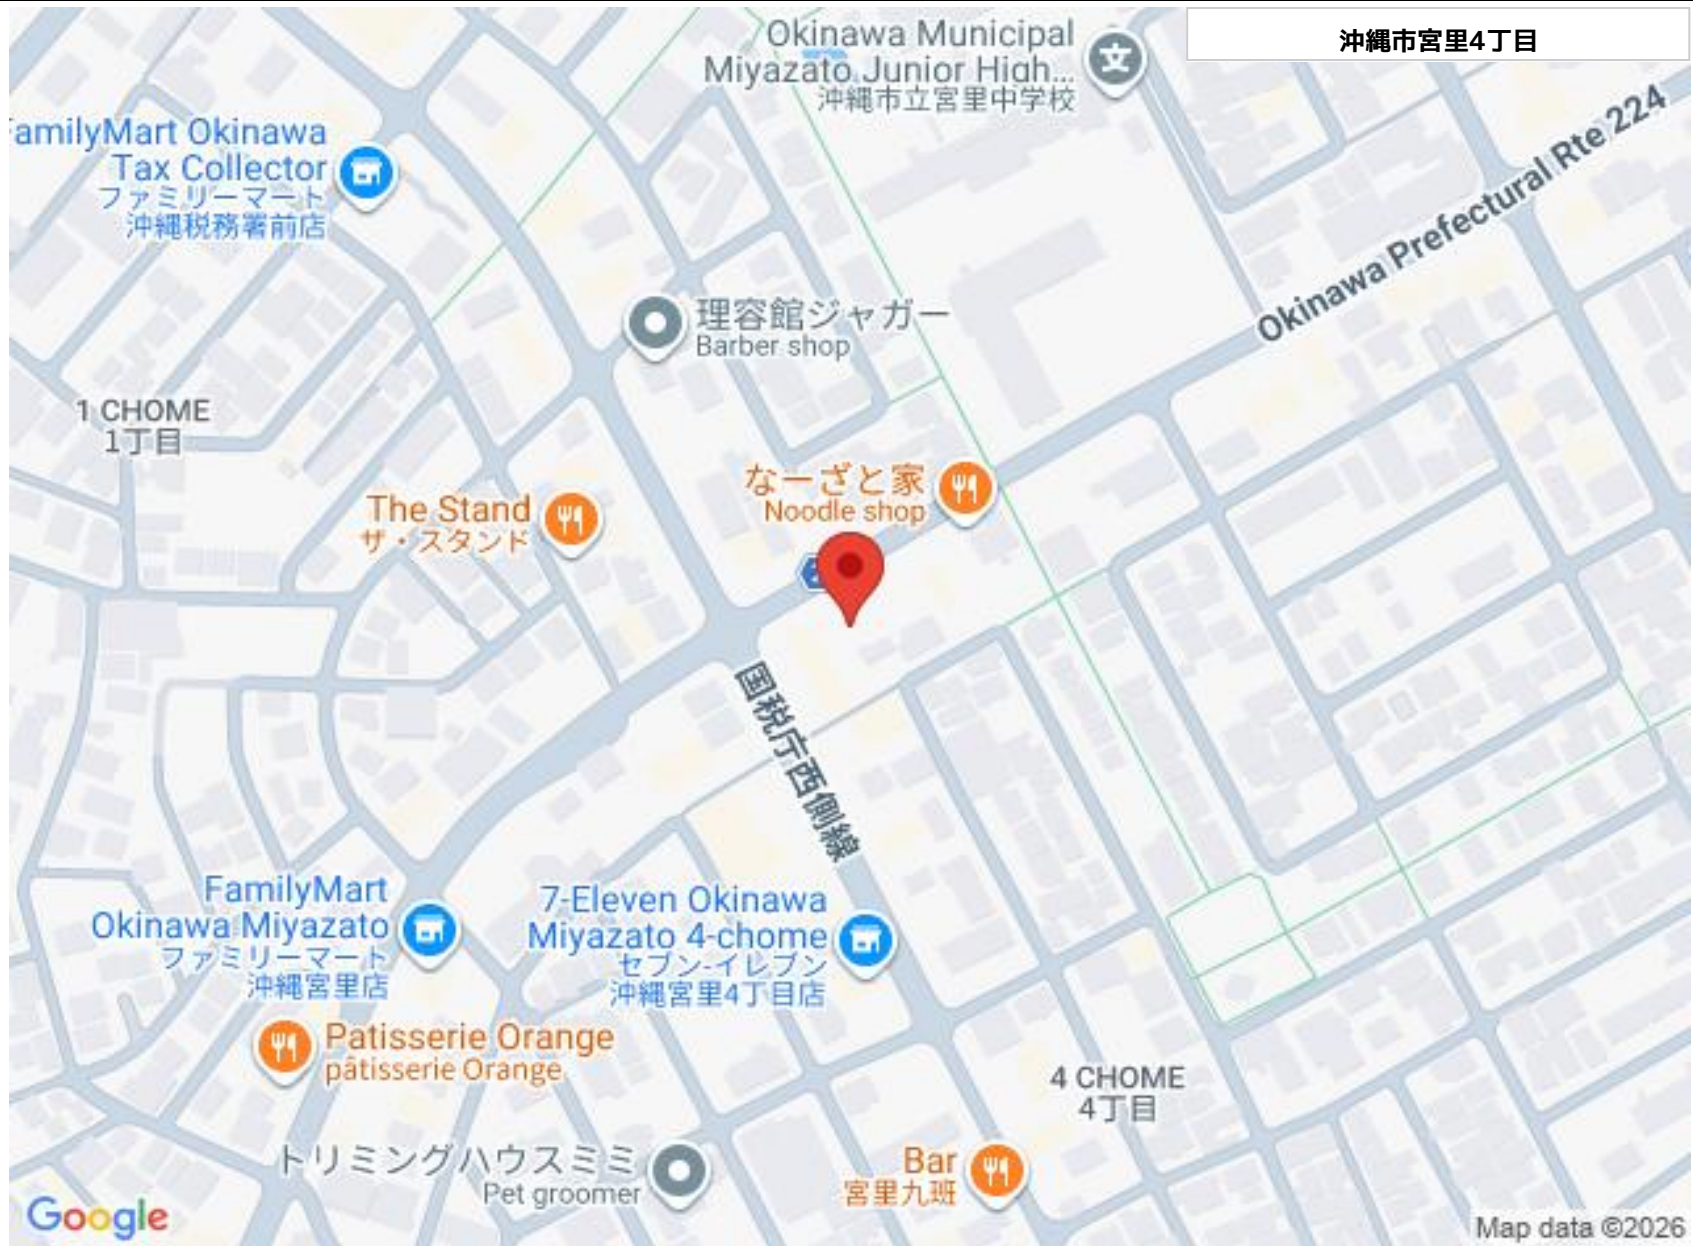 沖縄市宮里4丁目
Okinawa Municipal
Miyazato Junior High...
沖縄市立宮里中学校
Okinawa Prefectural Rte 224
amilyMart Okinawa
Tax Collector
ファミリーマート
沖縄税務署前店
理容館ジャガー
Barber shop
1 CHOME
1丁目
なーざと家
Noodle shop
The Stand
ザ・スタンド
国税庁西側線
FamilyMart
Okinawa Miyazato
ファミリーマート
沖縄宮里店
7-Eleven Okinawa
Miyazato 4-chome
セブン-イレブン
沖縄宮里4丁目店
Patisserie Orange
pâtisserie Orange
4 CHOME
4丁目
トリミングハウスミミ
Pet groomer
Bar
宮里九班
Google
Map data ©2026